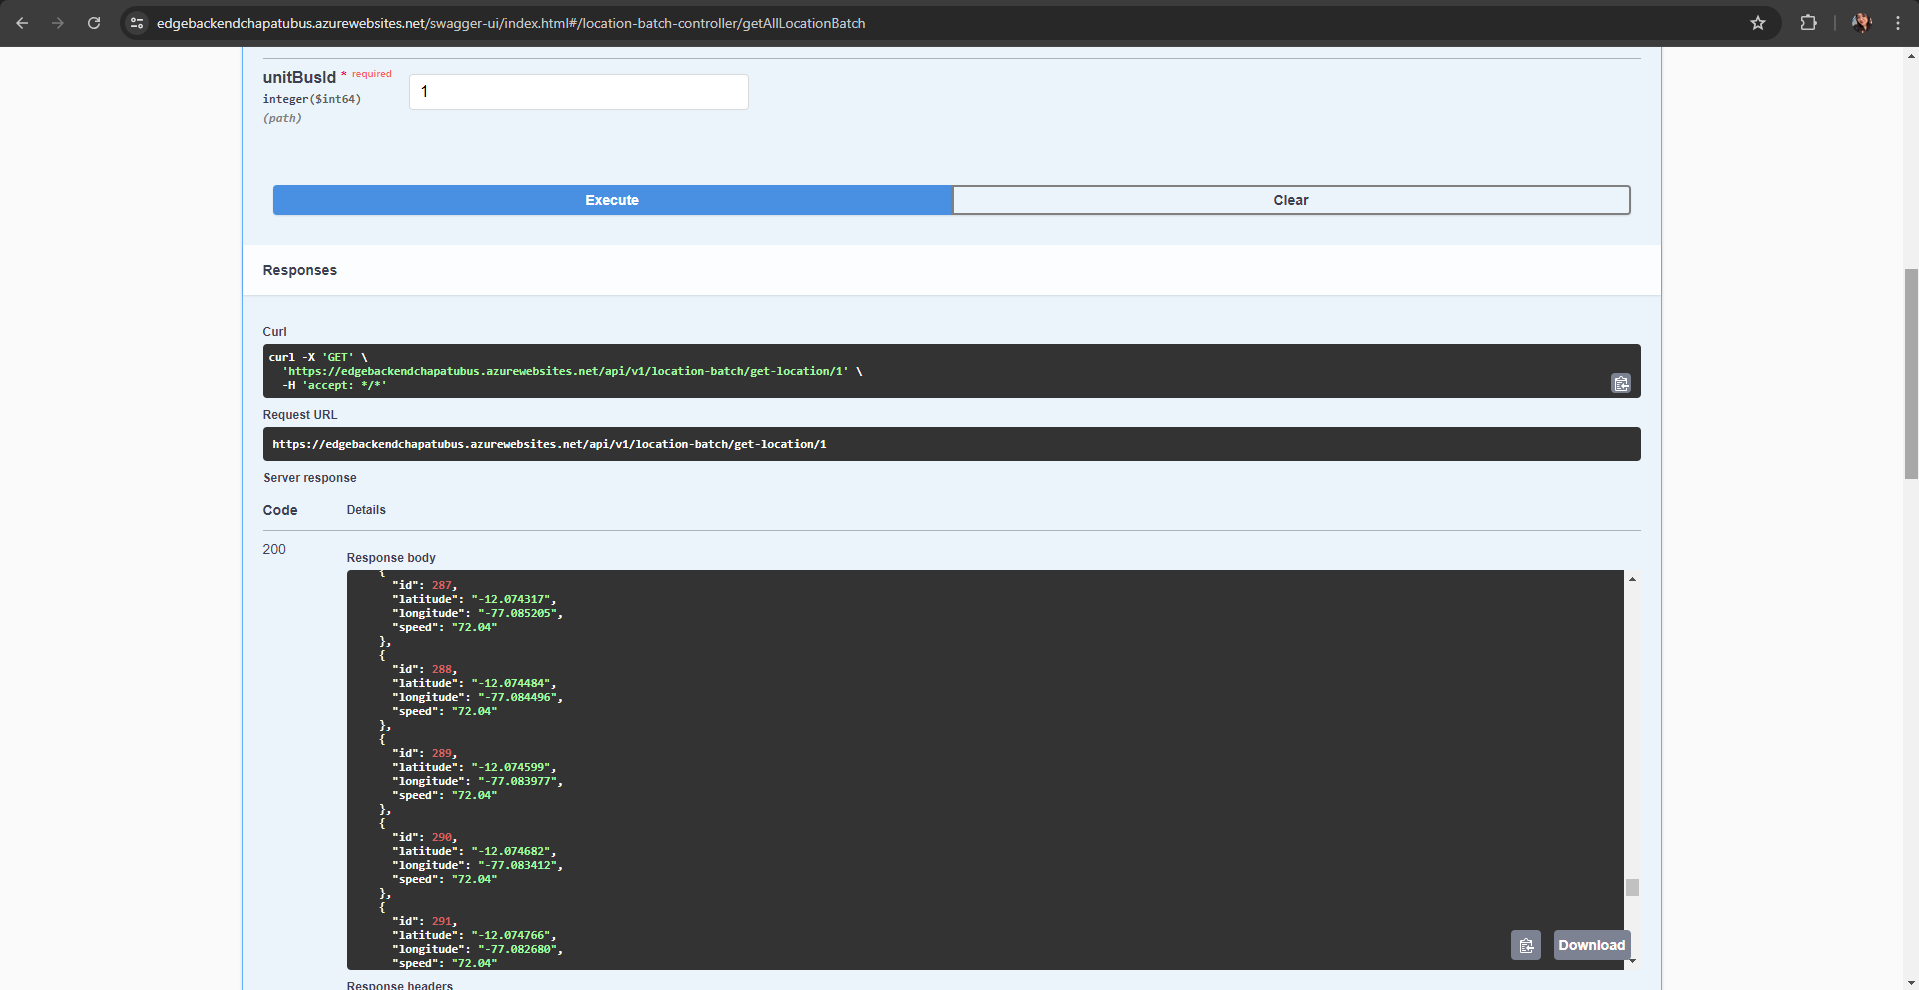 edgebackendchapatubus.azurewebsites.net/swagger-ui/index.html#/location-batch-controller/getAllLocationBatch
unitBusId * required
1
integer($int64)
(path)
Execute
Clear
Responses
Curl
curl -X 'GET' \
'https://edgebackendchapatubus.azurewebsites.net/api/v1/location-batch/get-location/1' \
-H 'accept: */*'
Request URL
https://edgebackendchapatubus.azurewebsites.net/api/v1/location-batch/get-location/1
Server response
Code
Details
200
Response body
{
"id": 287,
"latitude": "-12.074317",
"longitude": "-77.085205",
"speed": "72.04"
},
{
"id": 288,
"latitude": "-12.074484",
"longitude": "-77.084496",
"speed": "72.04"
},
{
"id": 289,
"latitude": "-12.074599",
"longitude": "-77.083977",
"speed": "72.04"
},
{
"id": 290,
"latitude": "-12.074682",
"longitude": "-77.083412",
"speed": "72.04"
},
{
"id": 291,
"latitude": "-12.074766",
"longitude": "-77.082680",
"speed": "72.04"
Download
Response headers